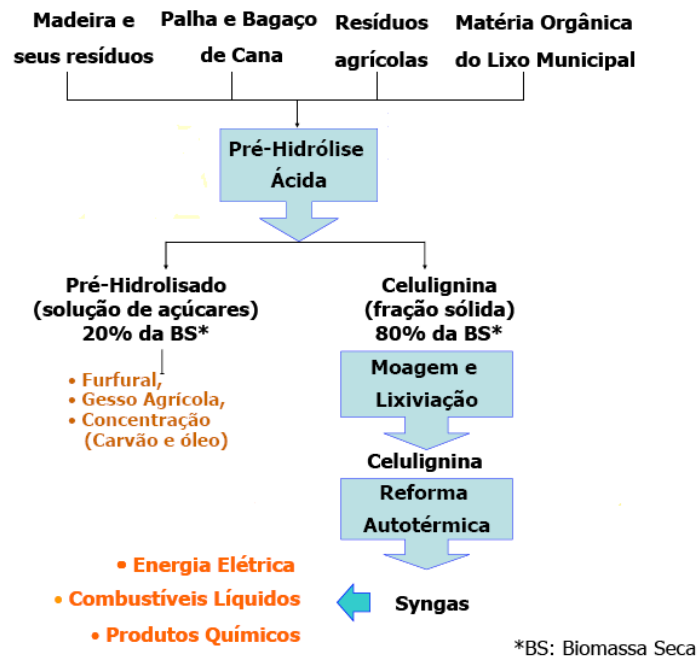 Madeira e
seus resíduos
Palha e Bagaço
de Cana
Resíduos
agrícolas
Matéria Orgânica
do Lixo Municipal
Pré-Hidrólise
Ácida
Pré-Hidrolisado
(solução de açúcares)
20% da BS*
Celulignina
(fração sólida)
80% da BS*
• Furfural,
• Gesso Agrícola,
• Concentração
(Carvão e óleo)
Moagem e
Lixiviação
Celulignina
Reforma
Autotérmica
• Energia Elétrica
• Combustíveis Líquidos
• Produtos Químicos
Syngas
*BS: Biomassa Seca